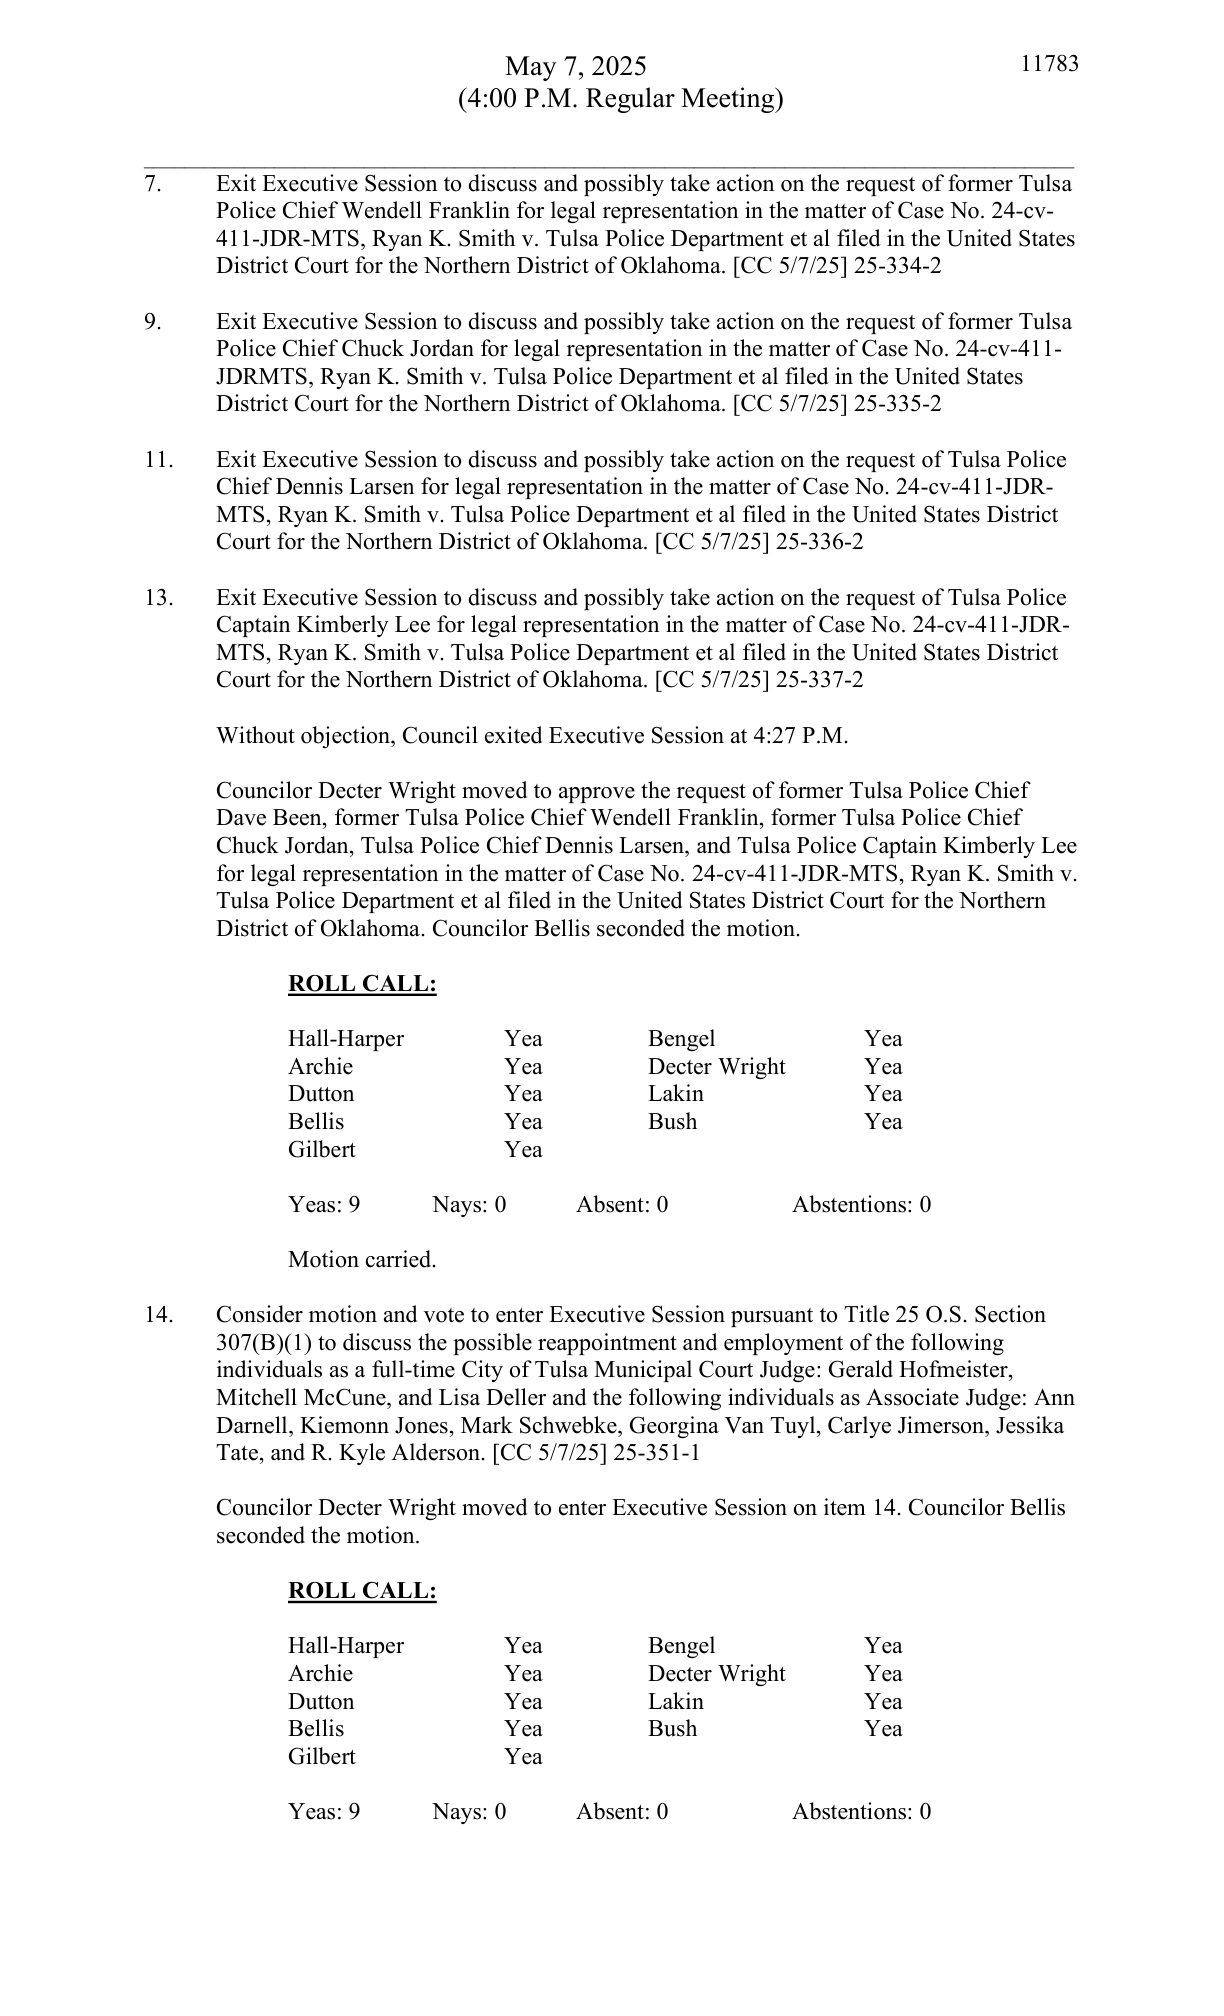 May 7, 2025 11783
(4:00 P.M. Regular Meeting)
7. Exit Executive Session to discuss and possibly take action on the request of former Tulsa
Police Chief Wendell Franklin for legal representation in the matter of Case No. 24-cv-
411-JDR-MTS, Ryan K. Smith v. Tulsa Police Department et al filed in the United States
District Court for the Northern District of Oklahoma. [CC 5/7/25] 25-334-2
9. Exit Executive Session to discuss and possibly take action on the request of former Tulsa
Police Chief Chuck Jordan for legal representation in the matter of Case No. 24-cv-411-
JDRMTS, Ryan K. Smith v. Tulsa Police Department et al filed in the United States
District Court for the Northern District of Oklahoma. [CC 5/7/25] 25-335-2
11. Exit Executive Session to discuss and possibly take action on the request of Tulsa Police
Chief Dennis Larsen for legal representation in the matter of Case No. 24-cv-411-JDR-
MTS, Ryan K. Smith v. Tulsa Police Department et al filed in the United States District
Court for the Northern District of Oklahoma. [CC 5/7/25] 25-336-2
13. Exit Executive Session to discuss and possibly take action on the request of Tulsa Police
Captain Kimberly Lee for legal representation in the matter of Case No. 24-cv-411-JDR-
MTS, Ryan K. Smith v. Tulsa Police Department et al filed in the United States District
Court for the Northern District of Oklahoma. [CC 5/7/25] 25-337-2
Without objection, Council exited Executive Session at 4:27 P.M.
Councilor Decter Wright moved to approve the request of former Tulsa Police Chief
Dave Been, former Tulsa Police Chief Wendell Franklin, former Tulsa Police Chief
Chuck Jordan, Tulsa Police Chief Dennis Larsen, and Tulsa Police Captain Kimberly Lee
for legal representation in the matter of Case No. 24-cv-411-JDR-MTS, Ryan K. Smith v.
Tulsa Police Department et al filed in the United States District Court for the Northern
District of Oklahoma. Councilor Bellis seconded the motion.
ROLL CALL:
Hall-Harper Yea Bengel Yea
Archie Yea Decter Wright Yea
Dutton Yea Lakin Yea
Bellis Yea Bush Yea
Gilbert Yea
Yeas: 9 Nays: 0 Absent: 0 Abstentions: 0
Motion carried.
14. Consider motion and vote to enter Executive Session pursuant to Title 25 O.S. Section
307(B)(1) to discuss the possible reappointment and employment of the following
individuals as a full-time City of Tulsa Municipal Court Judge: Gerald Hofmeister,
Mitchell McCune, and Lisa Deller and the following individuals as Associate Judge: Ann
Darnell, Kiemonn Jones, Mark Schwebke, Georgina Van Tuyl, Carlye Jimerson, Jessika
Tate, and R. Kyle Alderson. [CC 5/7/25] 25-351-1
Councilor Decter Wright moved to enter Executive Session on item 14. Councilor Bellis
seconded the motion.
ROLL CALL:
Hall-Harper Yea Bengel Yea
Archie Yea Decter Wright Yea
Dutton Yea Lakin Yea
Bellis Yea Bush Yea
Gilbert Yea
Yeas: 9 Nays: 0 Absent: 0 Abstentions: 0